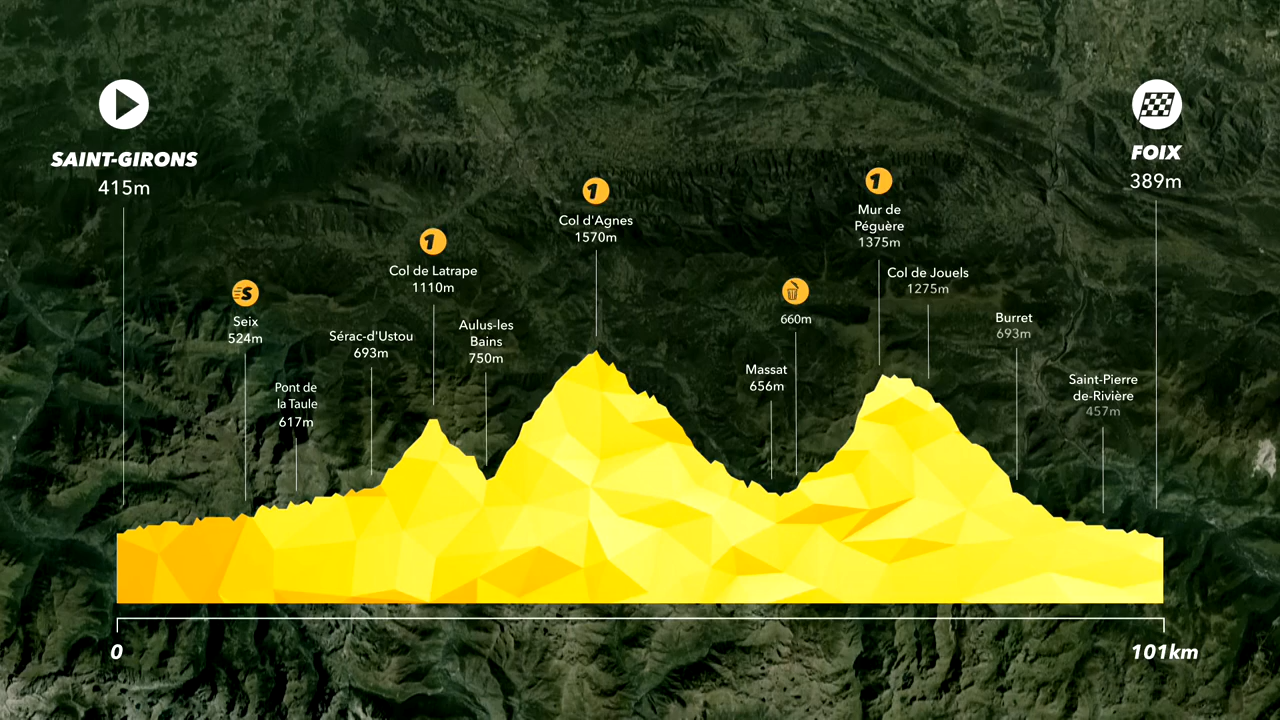 SAINT-GIRONS
415m
S
Seix
524m
Pont de
la Taule
617m
Sérac-d'Ustou
693m
1
Col de Latrape
1110m
Aulus-les
Bains
750m
1
Col d'Agnes
1570m
Massat
656m
660m
1
Mur de
Péguère
1375m
Col de Jouels
1275m
Burret
693m
Saint-Pierre
de-Rivière
457m
FOIX
389m
0
101km